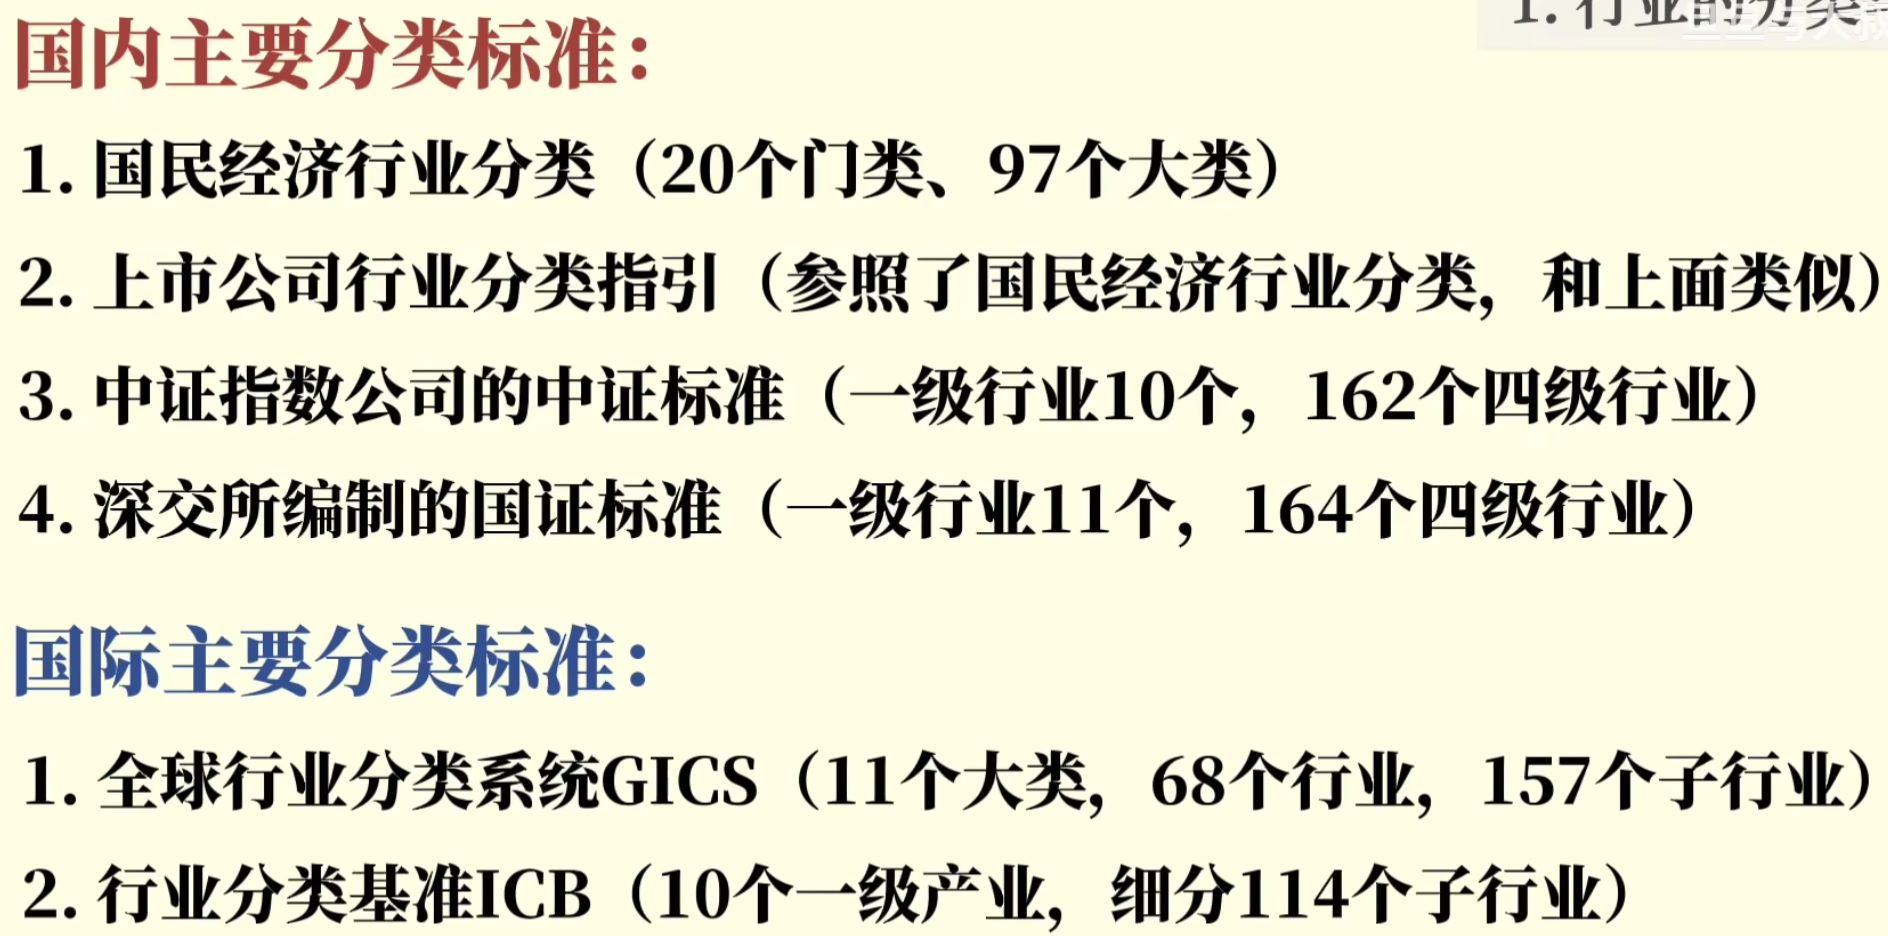 1. 行业的分类
国内主要分类标准：
1. 国民经济行业分类（20个门类、97个大类）
2. 上市公司行业分类指引（参照了国民经济行业分类，和上面类似）
3. 中证指数公司的中证标准（一级行业10个，162个四级行业）
4. 深交所编制的国证标准（一级行业11个，164个四级行业）
国际主要分类标准：
1. 全球行业分类系统GICS（11个大类，68个行业，157个子行业）
2. 行业分类基准ICB（10个一级产业，细分114个子行业）